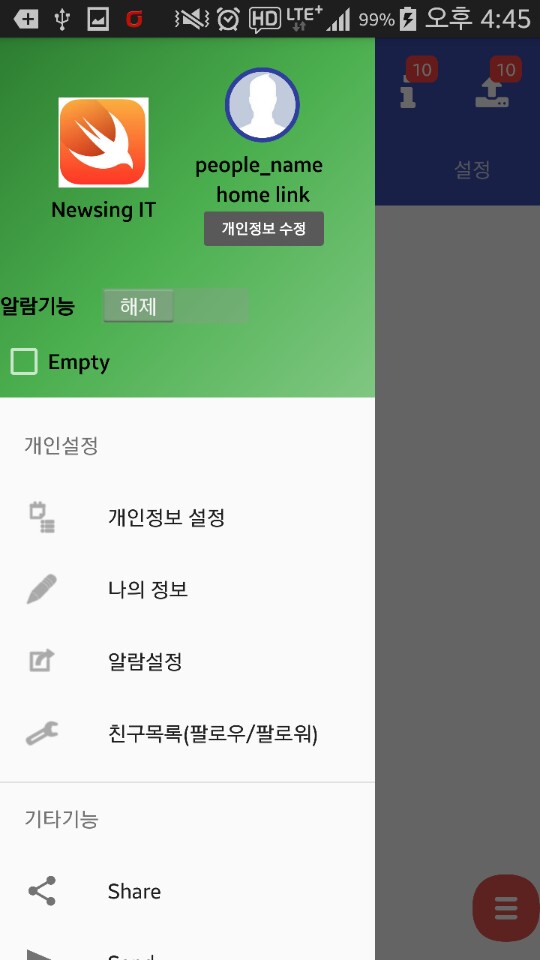 HD LTE+ 99% 오후 4:45
10 10
people_name
home link
Newsing IT
개인정보 수정
설정
알람기능 해제
Empty
개인설정
개인정보 설정
나의 정보
알람설정
친구목록(팔로우/팔로워)
기타기능
Share
Send